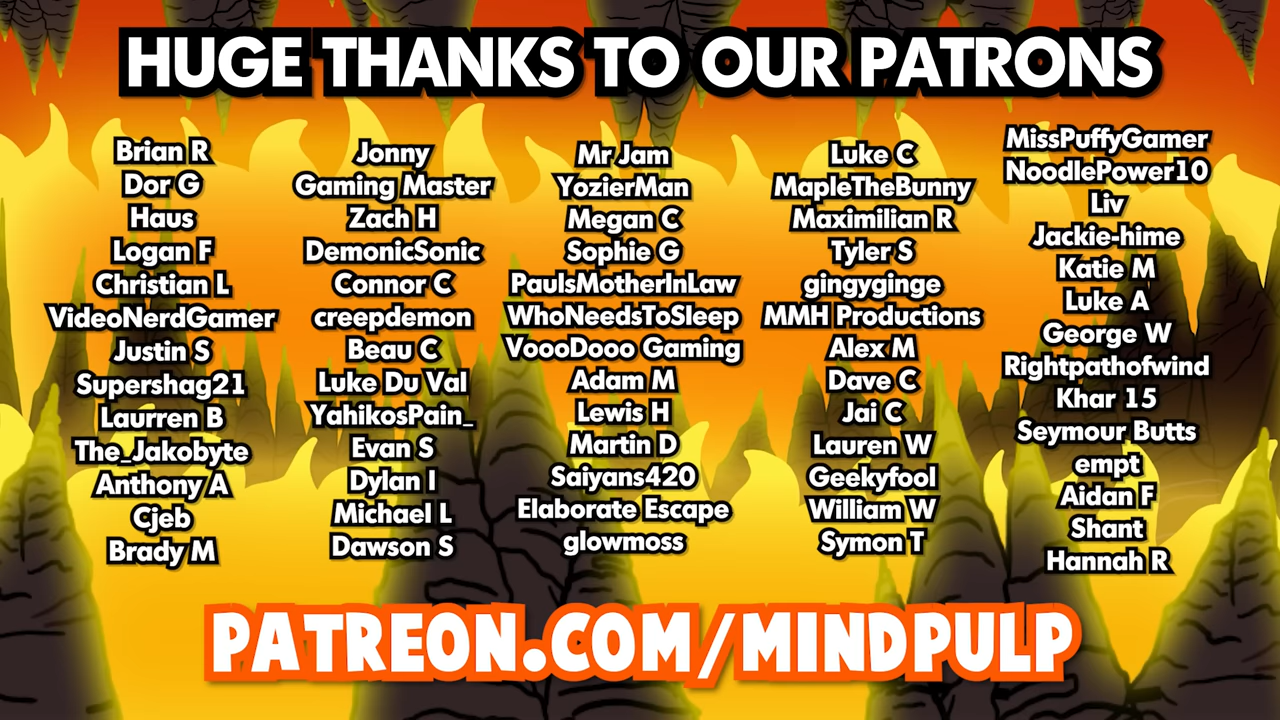 HUGE THANKS TO OUR PATRONS
Brian R
Dor G
Haus
Logan F
Christian L
VideoNerdGamer
Justin S
Supershag21
Laurren B
The_Jakobyte
Anthony A
Cjeb
Brady M
Jonny
Gaming Master
Zach H
DemonicSonic
Connor C
creepdemon
Beau C
Luke Du Val
YahikosPain_
Evan S
Dylan I
Michael L
Dawson S
Mr Jam
YozierMan
Megan C
Sophie G
PaulsMotherInLaw
WhoNeedsToSleep
VoooDooo Gaming
Adam M
Lewis H
Martin D
Saiyans420
Elaborate Escape
glowmoss
Luke C
MapleTheBunny
Maximilian R
Tyler S
gingyginge
MMH Productions
Alex M
Dave C
Jai C
Lauren W
Geekyfool
William W
Symon T
MissPuffyGamer
NoodlePower10
Liv
Jackie-hime
Katie M
Luke A
George W
Rightpathofwind
Khar 15
Seymour Butts
empt
Aidan F
Shant
Hannah R
PATREON.COM/MINDPULP